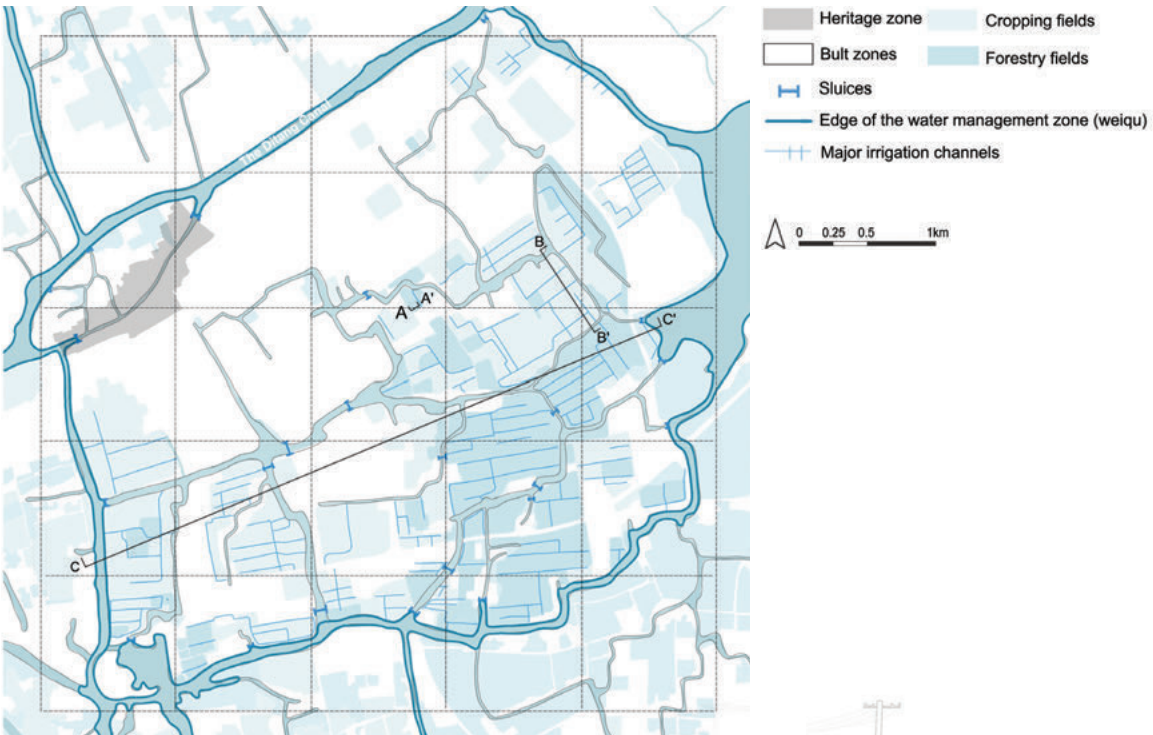 The Ditang Canal
B
A
A'
B'
C'
C
Heritage zone
Cropping fields
Bult zones
Forestry fields
Sluices
Edge of the water management zone (weiqu)
Major irrigation channels
0 0.25 0.5 1km